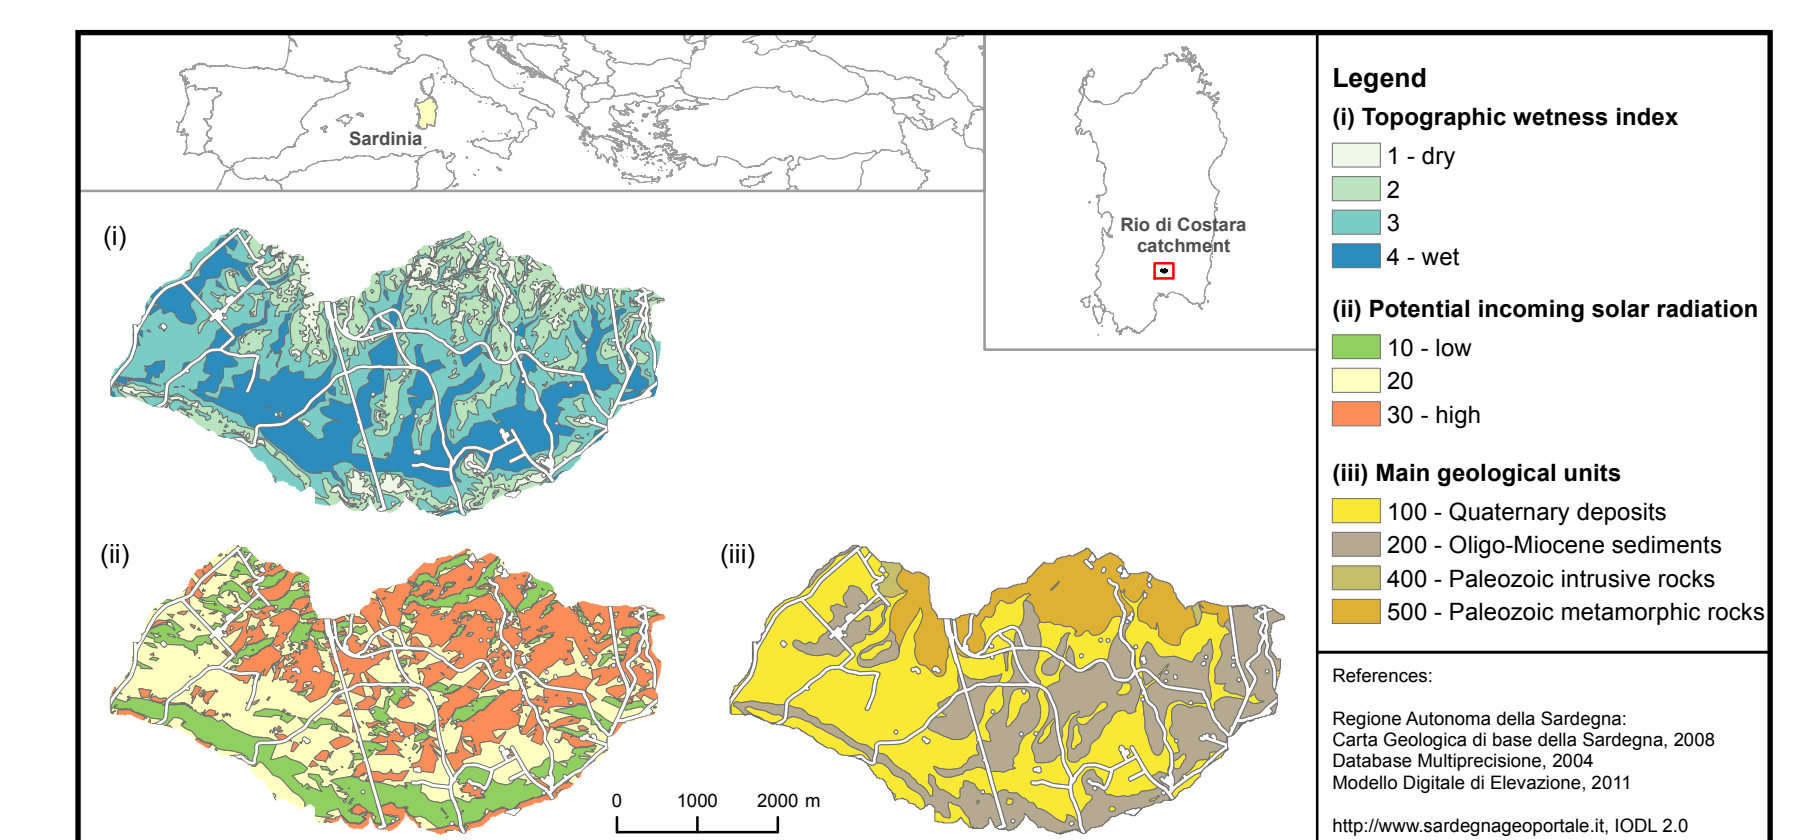 Sardinia
Rio di Costara
catchment
(i)
(ii)
(iii)
0 1000 2000 m
Legend
(i) Topographic wetness index
1 - dry
2
3
4 - wet
(ii) Potential incoming solar radiation
10 - low
20
30 - high
(iii) Main geological units
100 - Quaternary deposits
200 - Oligo-Miocene sediments
400 - Paleozoic intrusive rocks
500 - Paleozoic metamorphic rocks
References:
Regione Autonoma della Sardegna:
Carta Geologica di base della Sardegna, 2008
Database Multiprecisione, 2004
Modello Digitale di Elevazione, 2011
http://www.sardegnageoportale.it, IODL 2.0